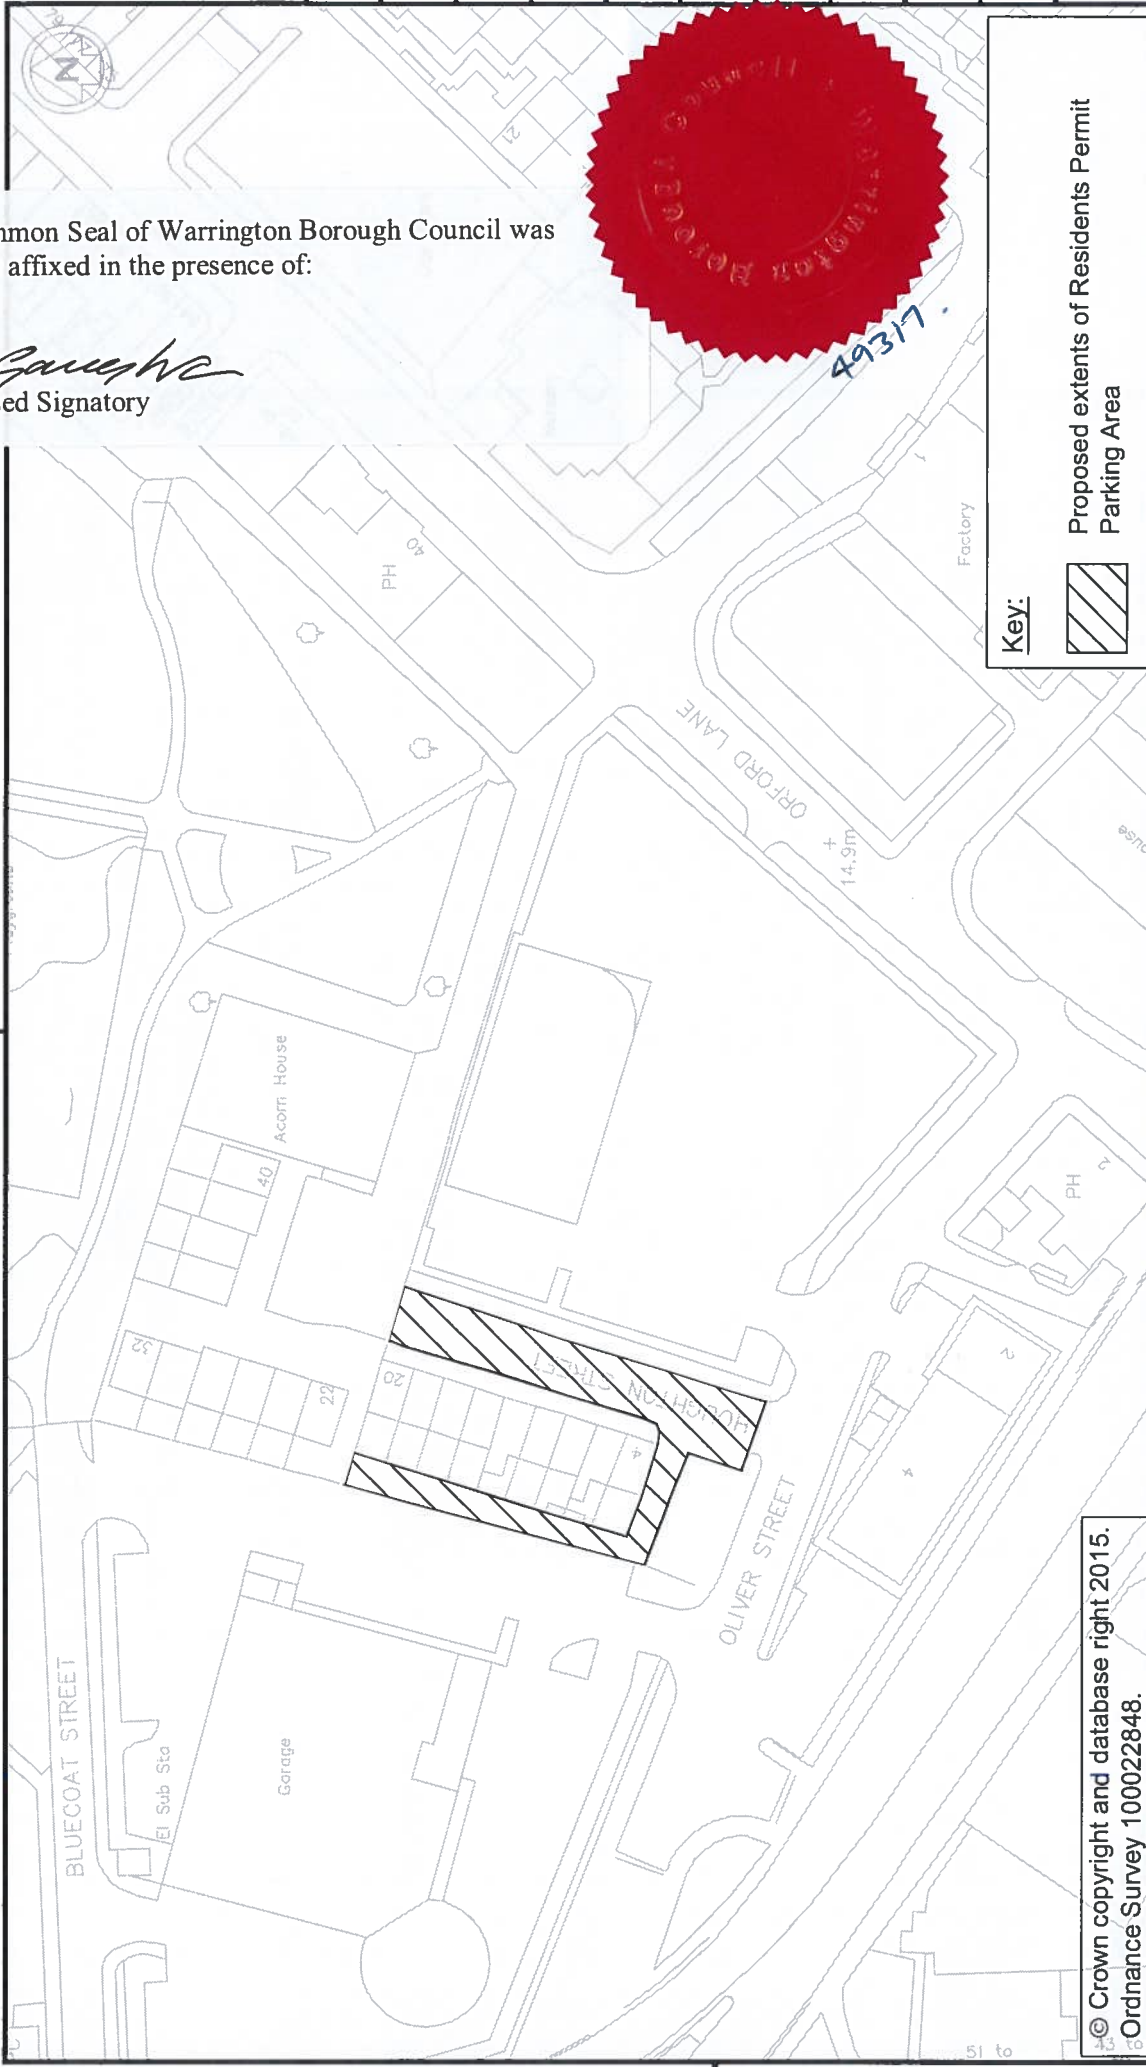 mmon Seal of Warrington Borough Council was
affixed in the presence of:
ed Signatory
49317.
Key:
Proposed extents of Residents Permit
Parking Area
N
21
PH
40
Factory
ORFORD LANE
14.9m
Acorn House
40
32
22
20
4
HOUGHTON STREET
OLIVER STREET
BLUECOAT STREET
El Sub Sta
Garage
PH
2
2
4
51 to
43 to
© Crown copyright and database right 2015.
Ordnance Survey 100022848.